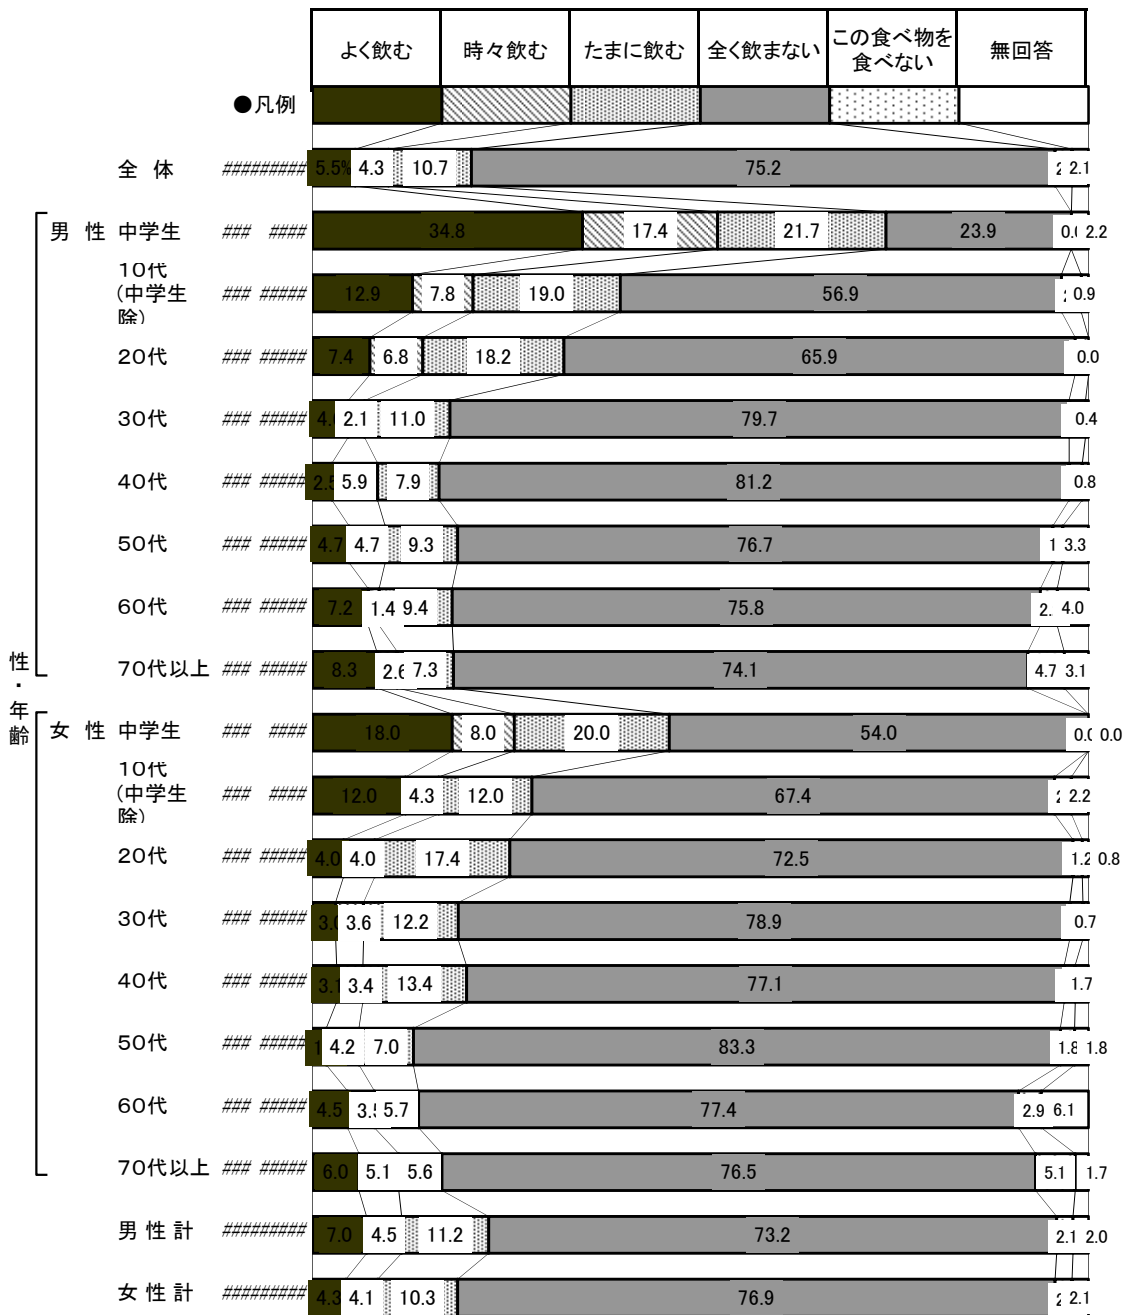 よく飲む 時々飲む たまに飲む 全く飲まない この食べ物を食べない 無回答
●凡例
全 体 ######### 5.5% 4.3 10.7 75.2 2.1
男 性 中学生 ### #### 34.8 17.4 21.7 23.9 2.2
10代
(中学生
除) ### ##### 12.9 7.8 19.0 56.9 0.9
20代 ### ##### 7.4 6.8 18.2 65.9 0.0
30代 ### ##### 2.1 11.0 79.7 0.4
40代 ### ##### 5.9 7.9 81.2 0.8
50代 ### ##### 4.7 4.7 9.3 76.7 3.3
60代 ### ##### 7.2 1.4 9.4 75.8 4.0
70代以上 ### ##### 8.3 2.6 7.3 74.1 4.7 3.1
性・年齢
女 性 中学生 ### #### 18.0 8.0 20.0 54.0 0.0 0.0
10代
(中学生
除) ### #### 12.0 4.3 12.0 67.4 2.2
20代 ### ##### 4.0 4.0 17.4 72.5 1.2 0.8
30代 ### ##### 3.6 12.2 78.9 0.7
40代 ### ##### 3.1 3.4 13.4 77.1 1.7
50代 ### ##### 4.2 7.0 83.3 1.8 1.8
60代 ### ##### 4.5 3.5 5.7 77.4 2.9 6.1
70代以上 ### ##### 6.0 5.1 5.6 76.5 5.1 1.7
男 性 計 ######### 7.0 4.5 11.2 73.2 2.1 2.0
女 性 計 ######### 4.3 4.1 10.3 76.9 2.1